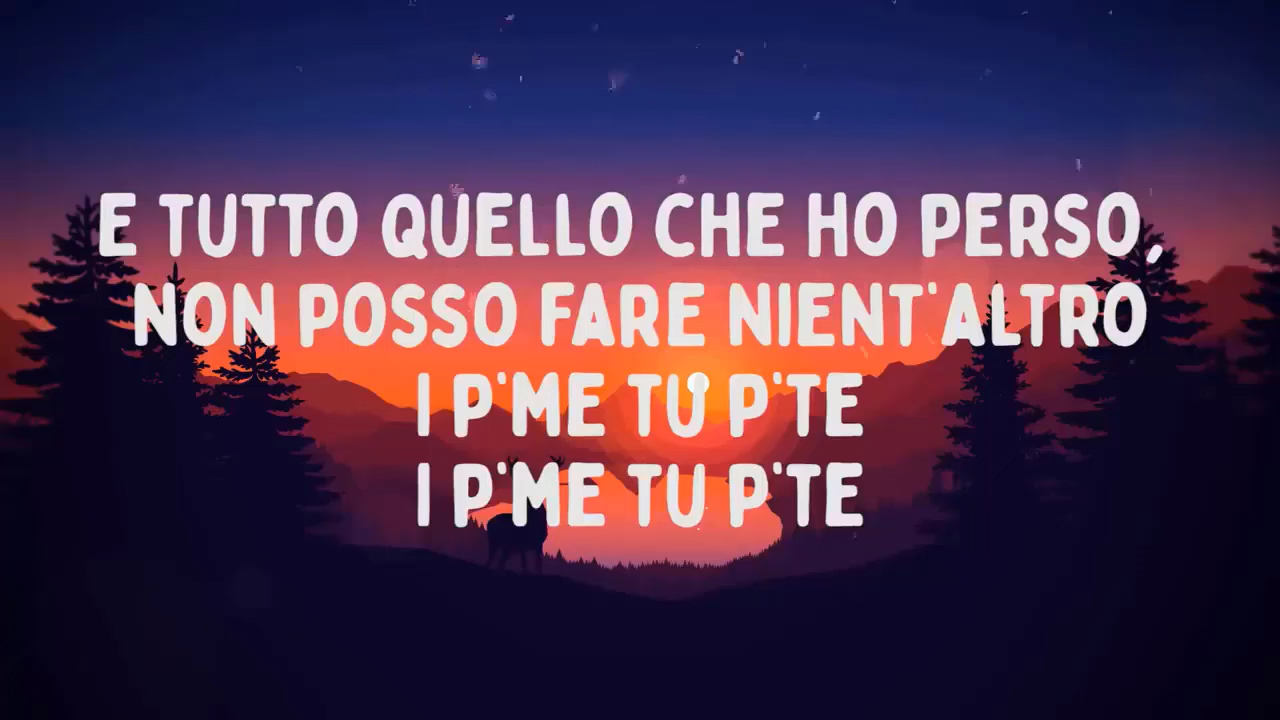 E TUTTO QUELLO CHE HO PERSO,
NON POSSO FARE NIENT'ALTRO
I P'ME TU P'TE
I P'ME TU P'TE